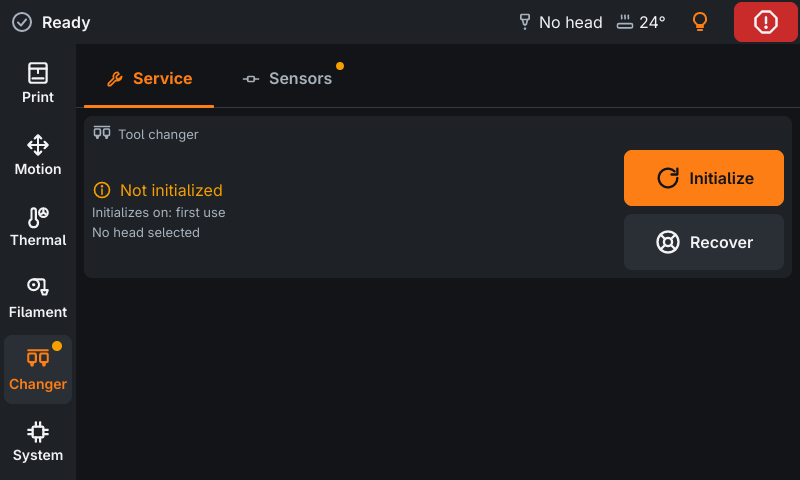 Ready
No head
24°
Print
Motion
Thermal
Filament
Changer
System
Service
Sensors
Tool changer
Not initialized
Initializes on: first use
No head selected
Initialize
Recover